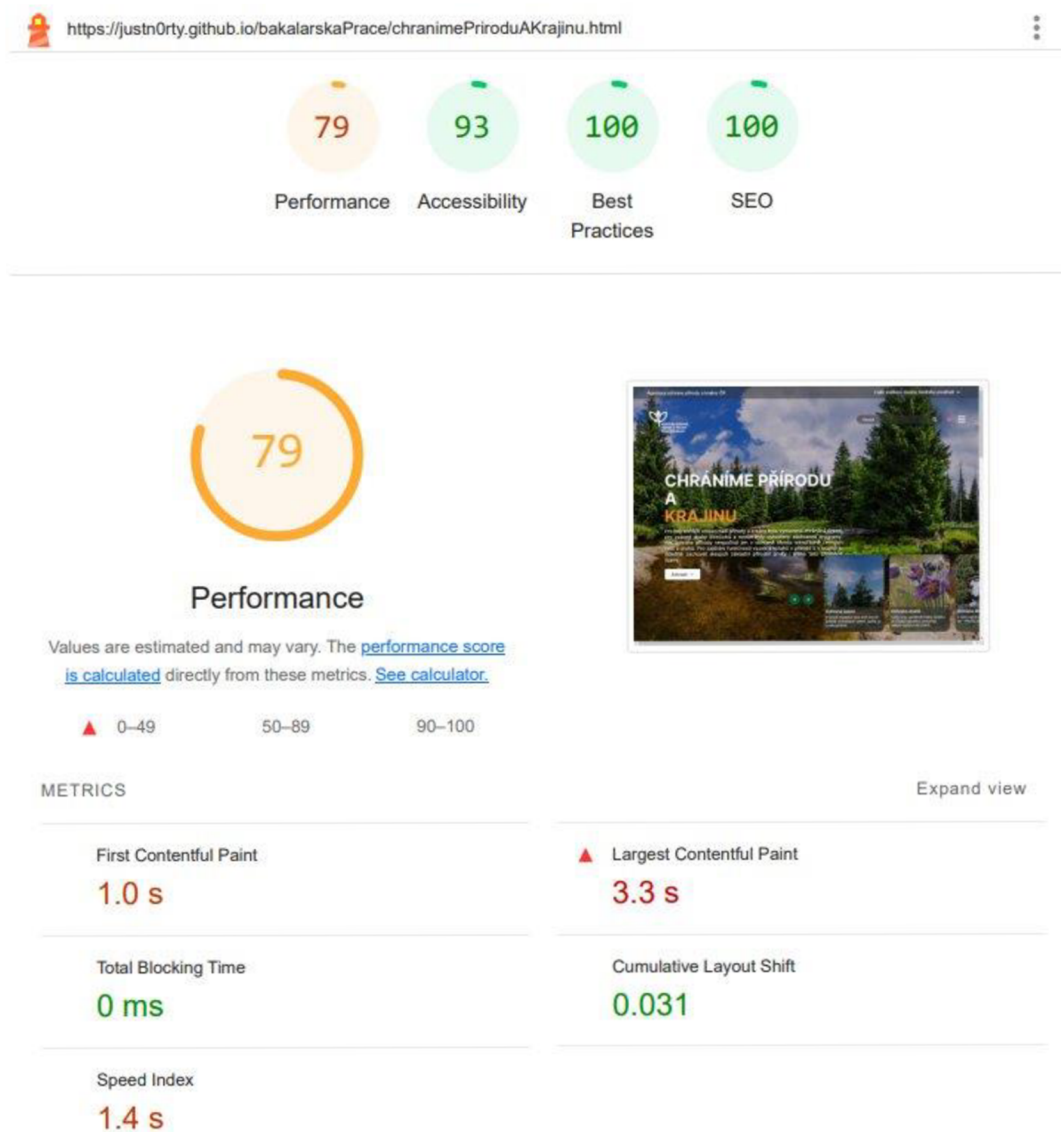 https://justn0rty.github.io/bakalarskaPrace/chranimePriroduAKrajinu.html
79
93
100
100
Performance
Accessibility
Best
Practices
SEO
79
CHRÁNÍME PŘÍRODU
A
KRAJINU
Performance
Values are estimated and may vary. The performance score
is calculated directly from these metrics. See calculator.
0–49
50–89
90–100
METRICS
Expand view
First Contentful Paint
1.0 s
Largest Contentful Paint
3.3 s
Total Blocking Time
0 ms
Cumulative Layout Shift
0.031
Speed Index
1.4 s